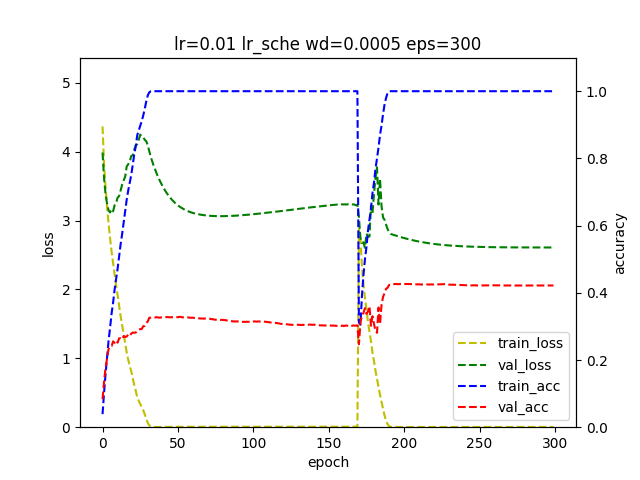 lr=0.01 lr_sche wd=0.0005 eps=300
loss
5
4
3
2
1
0
accuracy
1.0
0.8
0.6
0.4
0.2
0.0
train_loss
val_loss
train_acc
val_acc
0 50 100 150 200 250 300
epoch